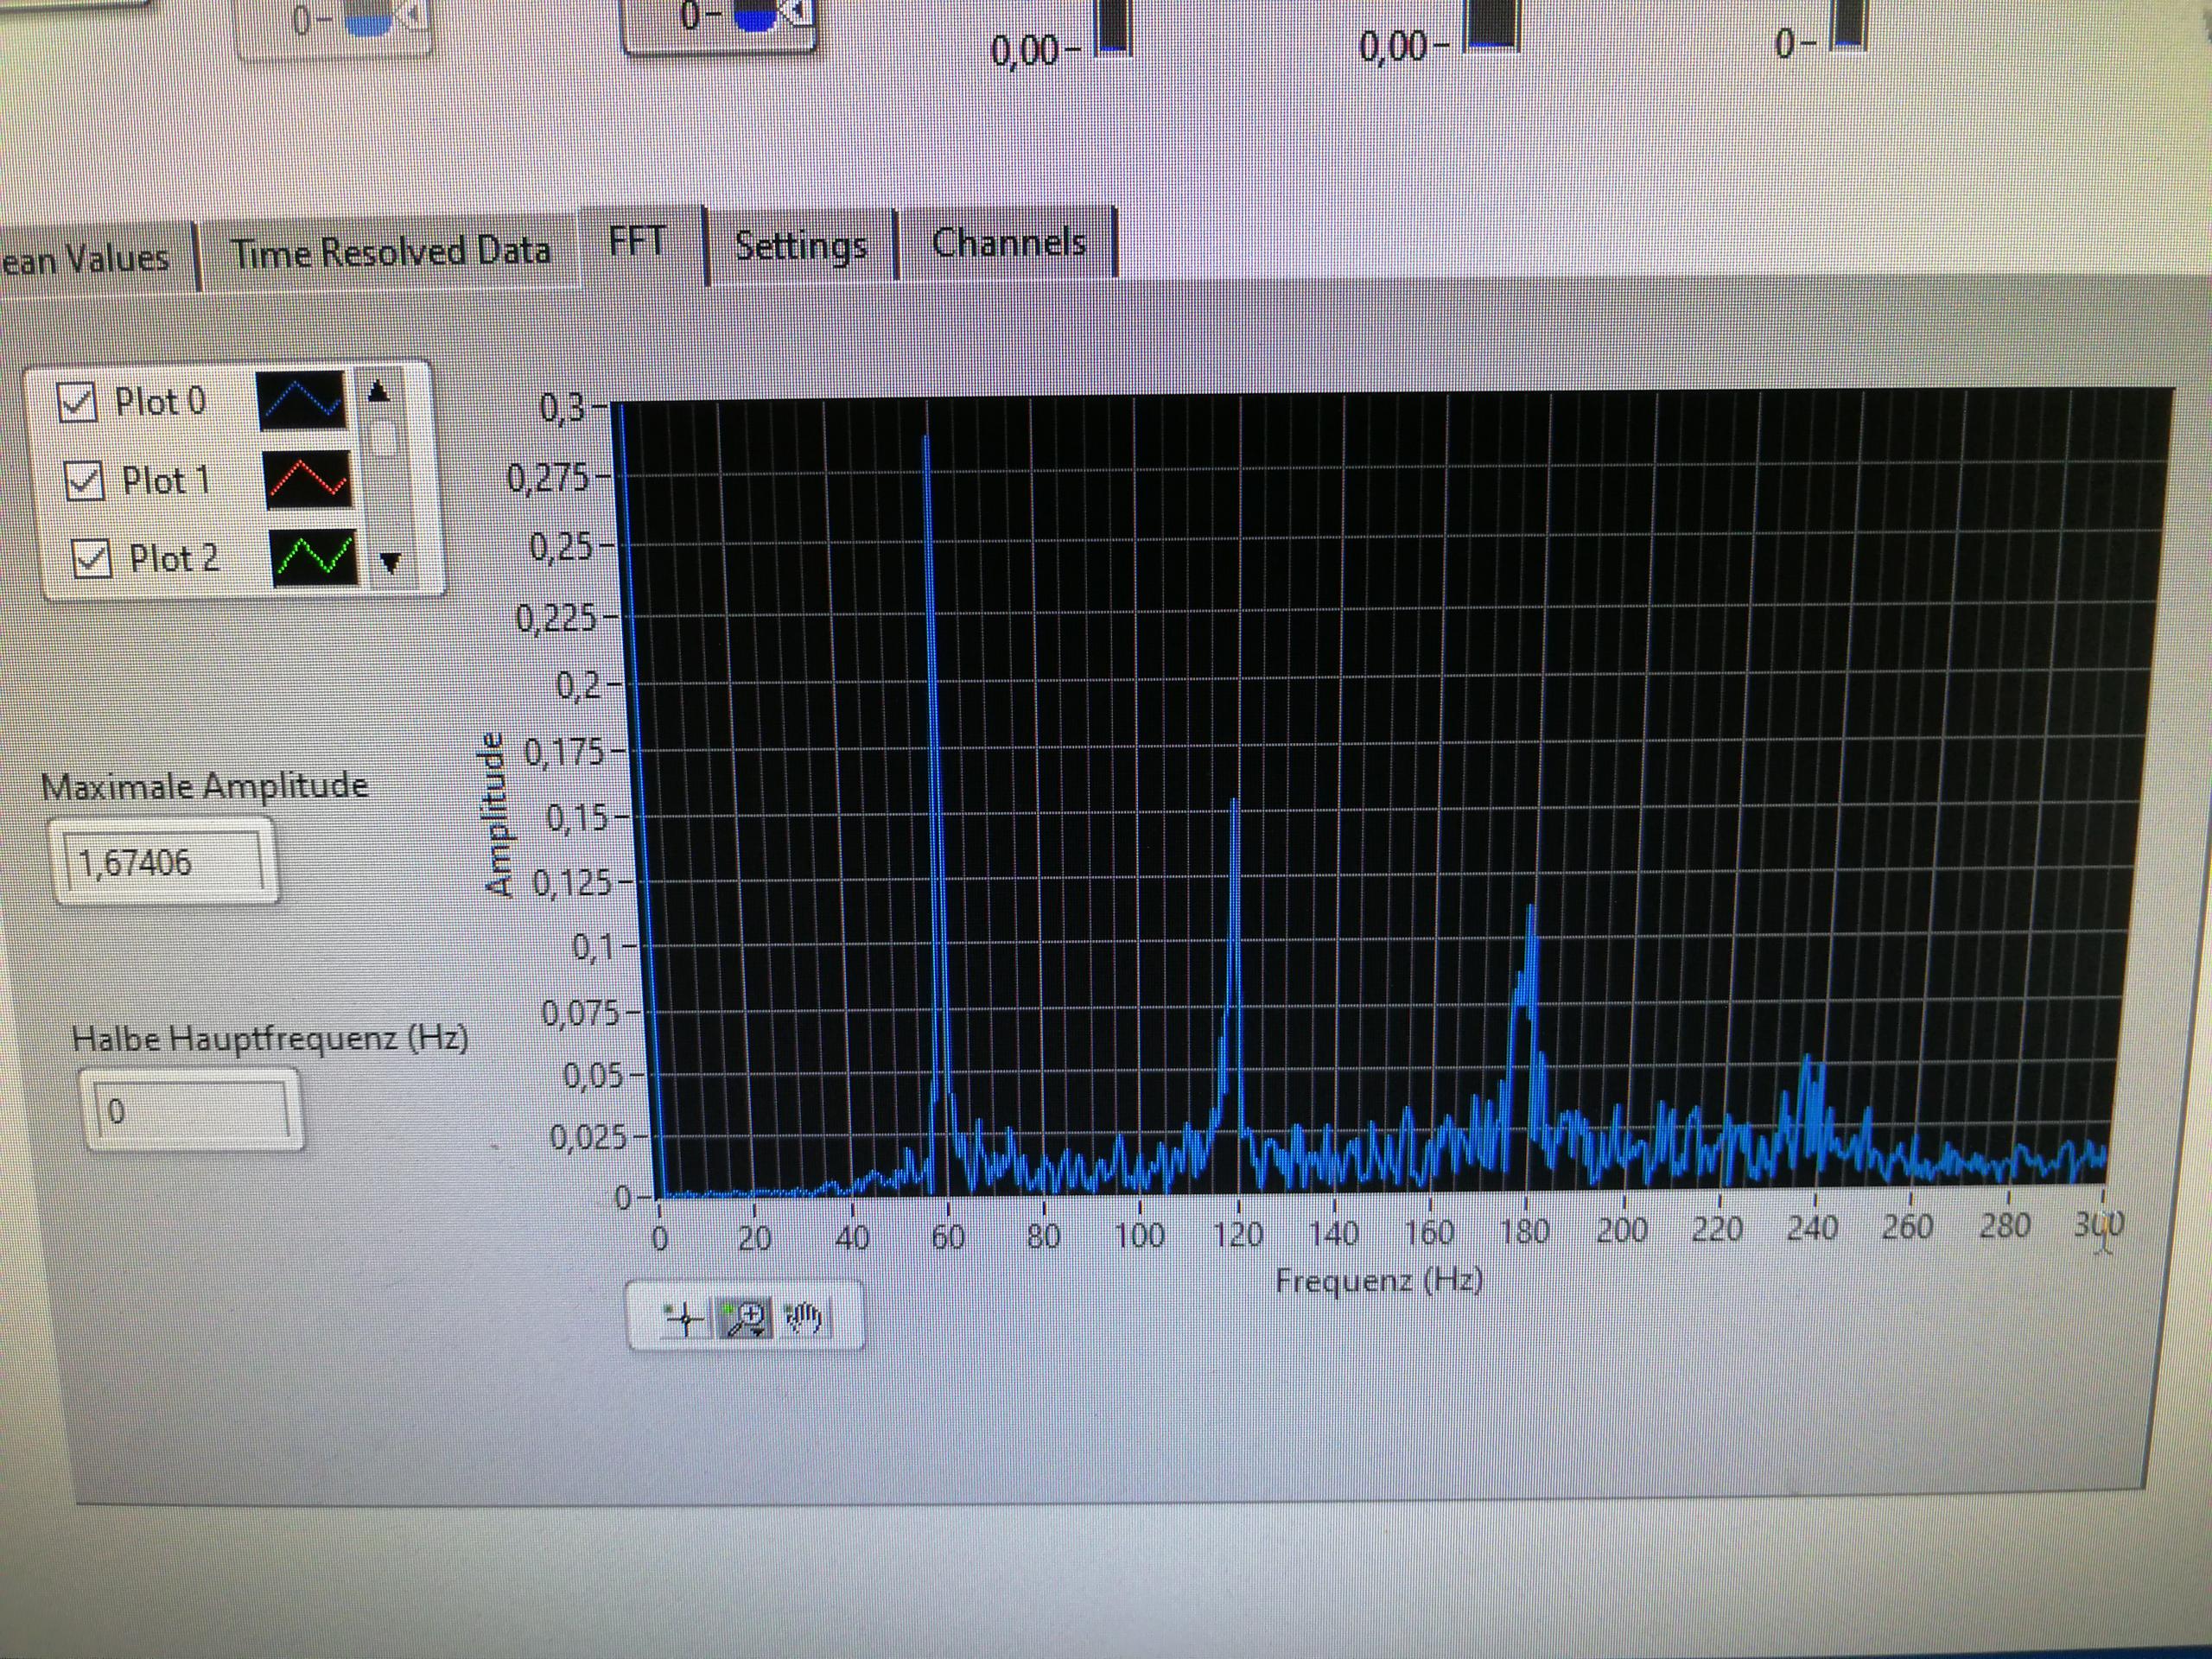 0
0
0,00
0,00
0
ean Values
Time Resolved Data
FFT
Settings
Channels
Plot 0
Plot 1
Plot 2
Maximale Amplitude
1,67406
Halbe Hauptfrequenz (Hz)
0
Amplitude
0,3
0,275
0,25
0,225
0,2
0,175
0,15
0,125
0,1
0,075
0,05
0,025
0
0 20 40 60 80 100 120 140 160 180 200 220 240 260 280 300
Frequenz (Hz)